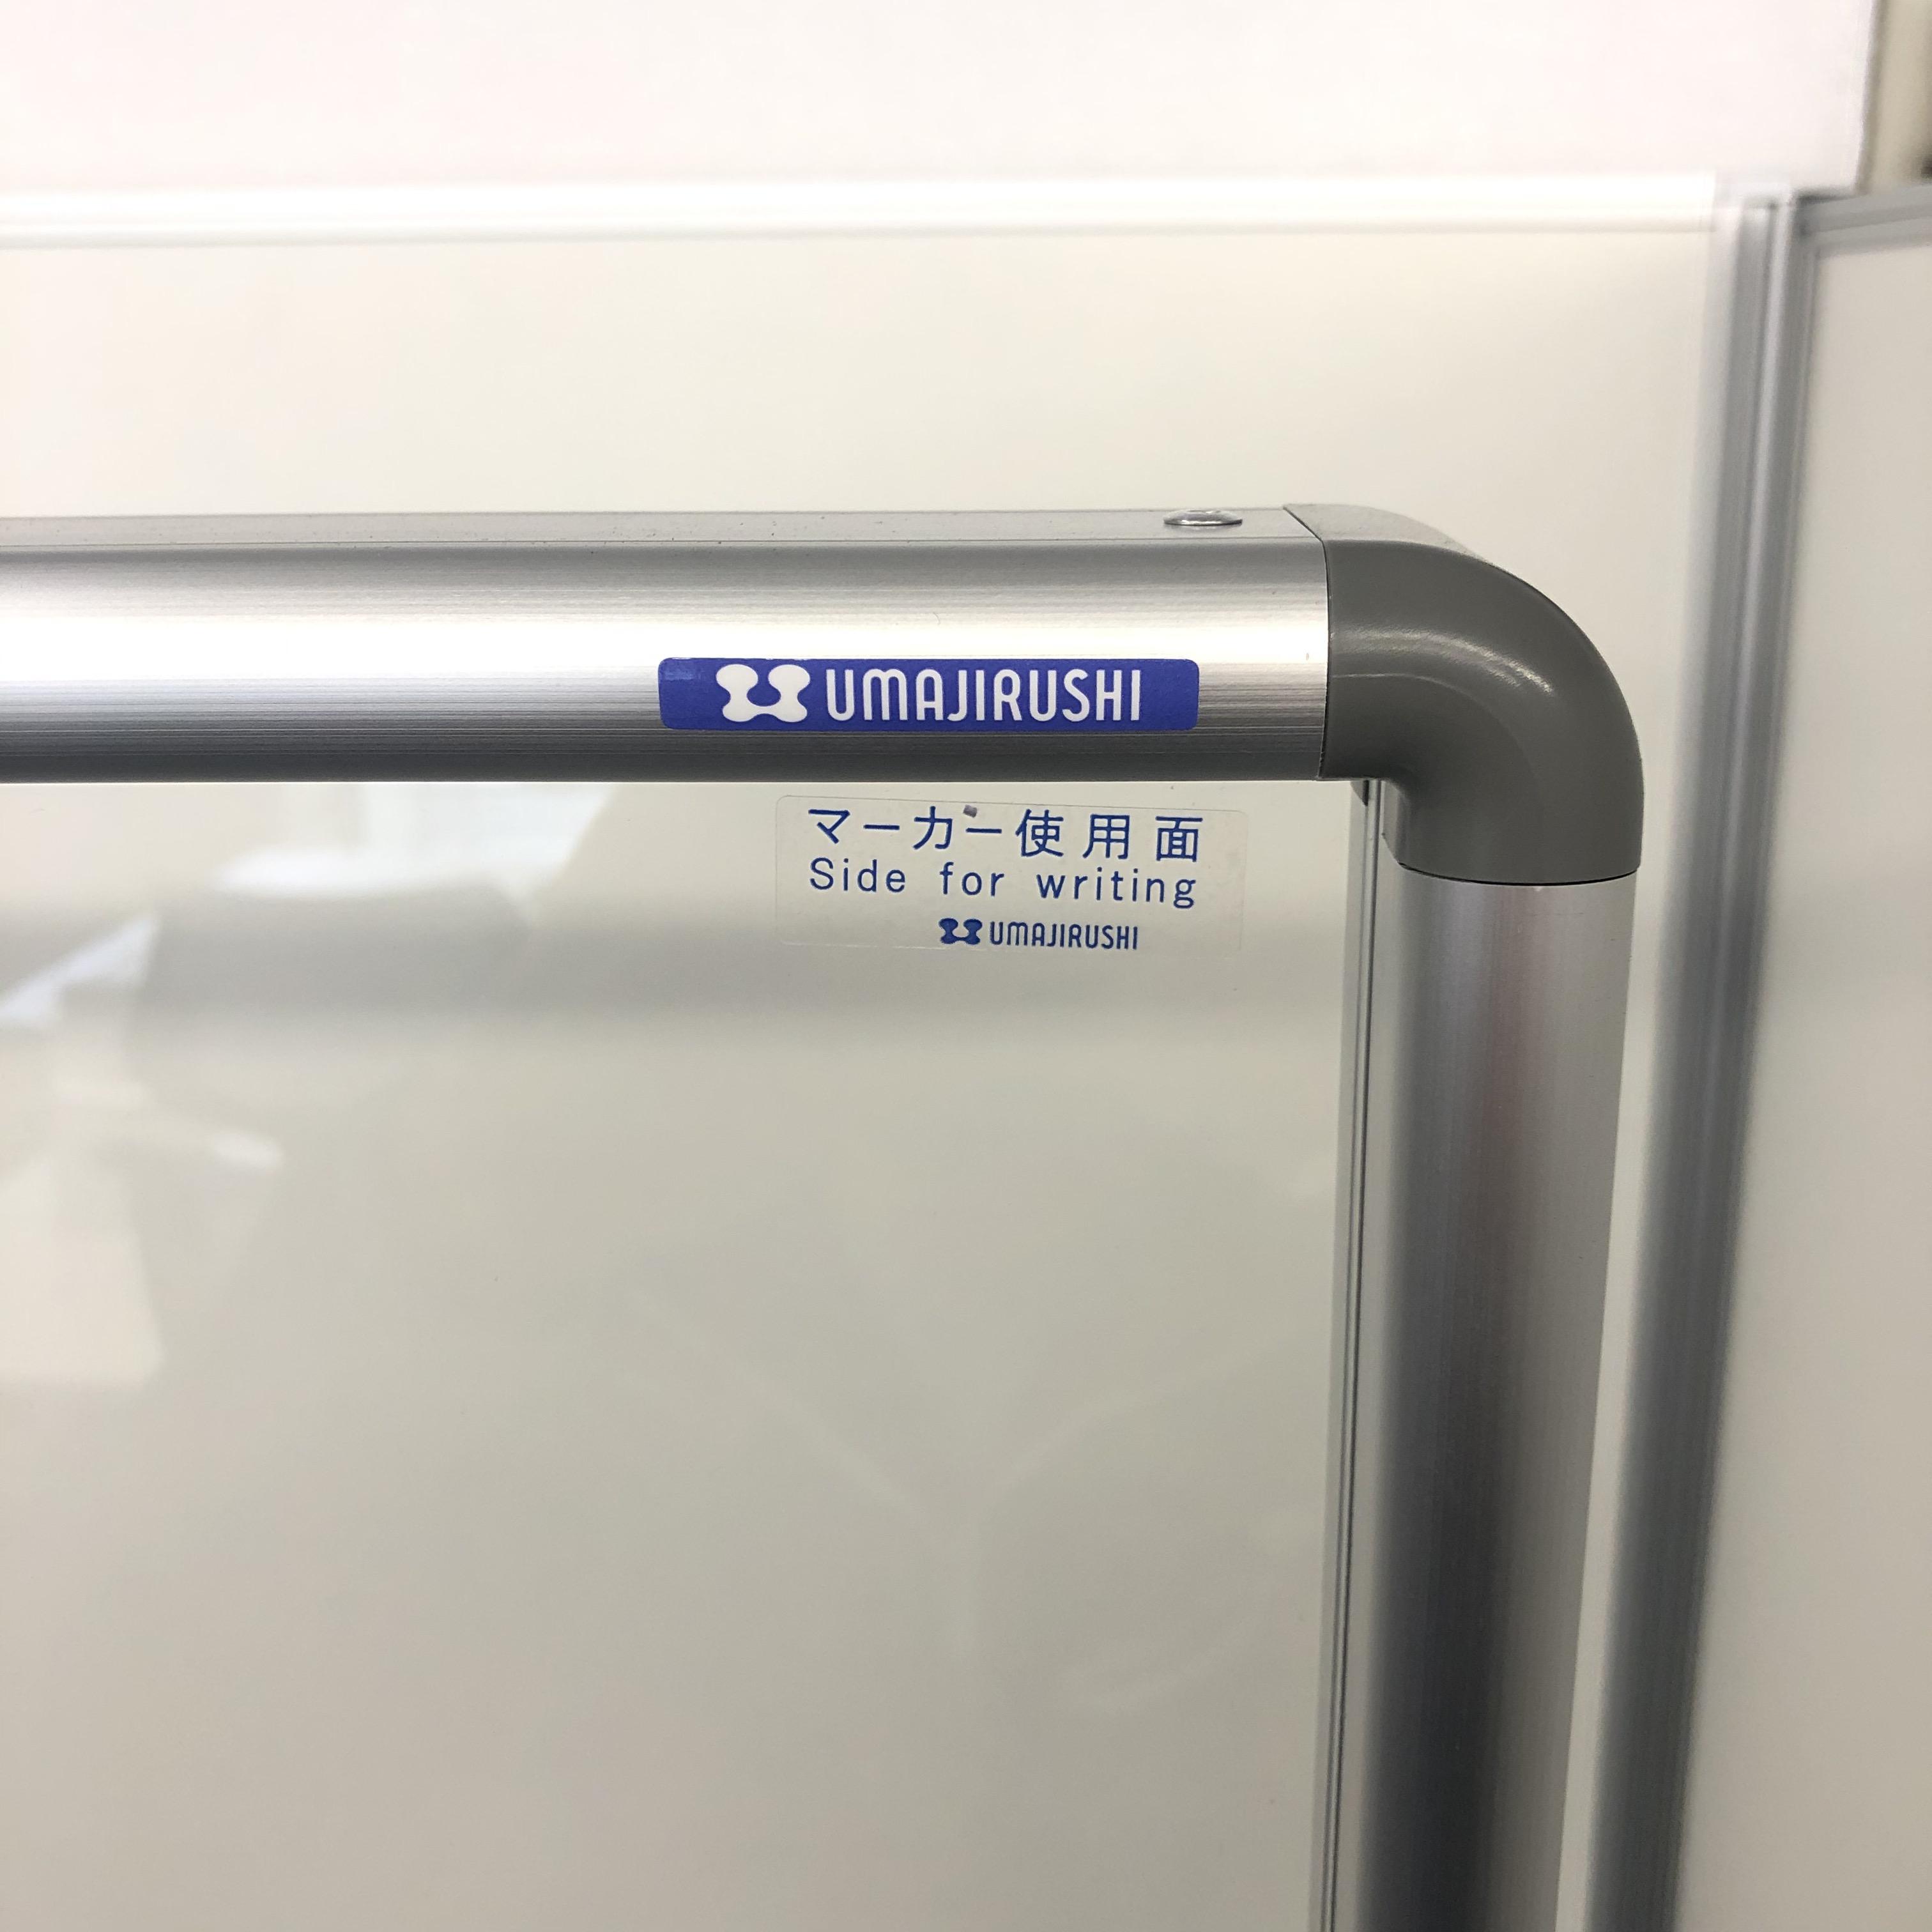 UMAJIRUSHI
マーカー使用面
Side for writing
UMAJIRUSHI